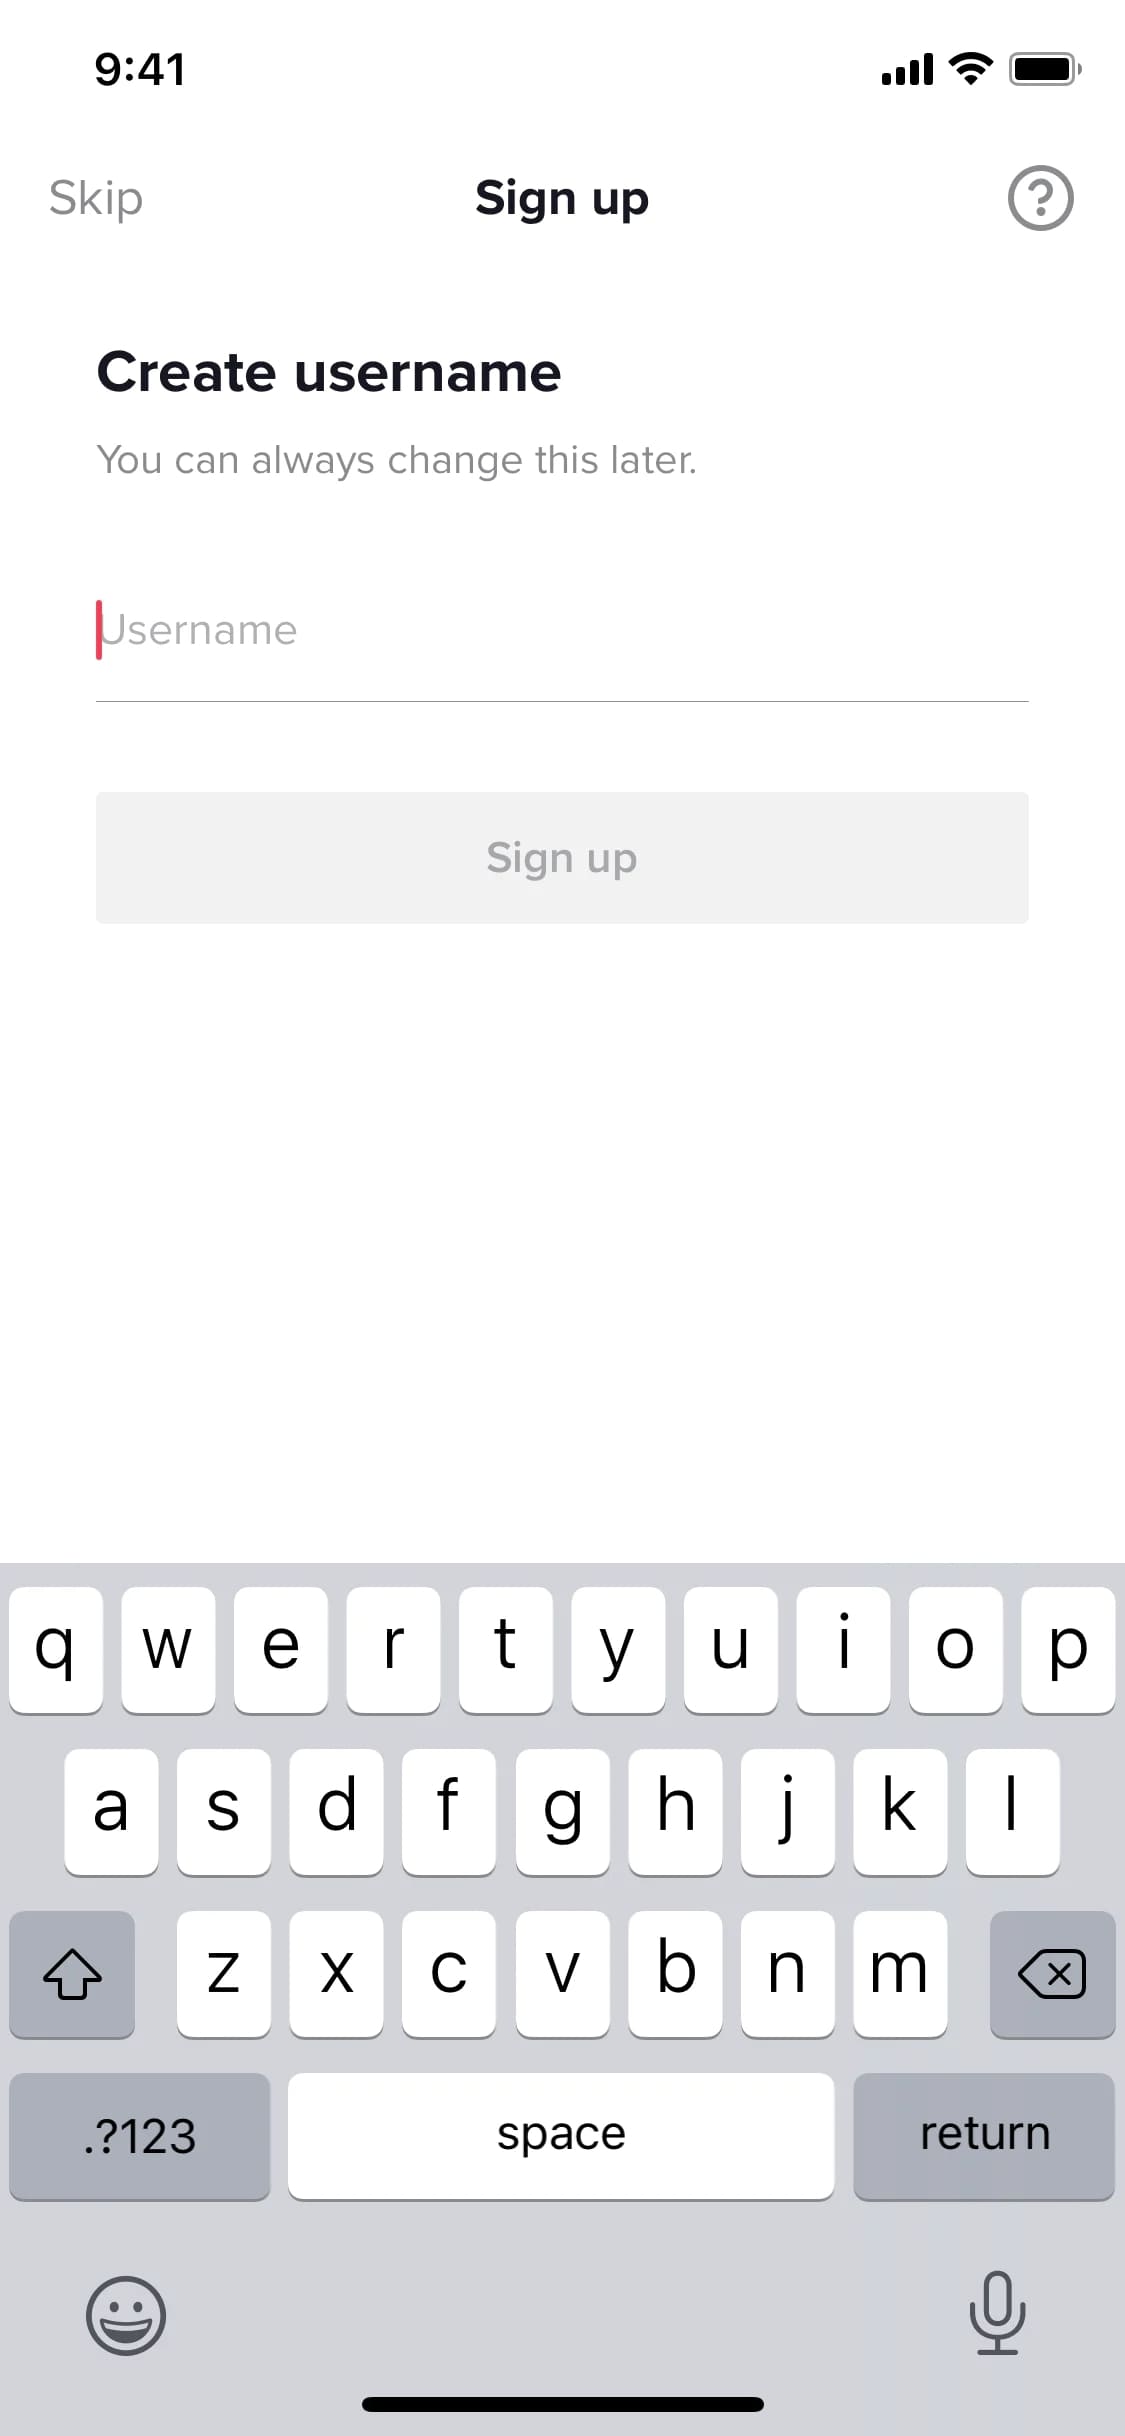 9:41
Skip Sign up
Create username
You can always change this later.
Username
Sign up
q w e r t y u i o p
a s d f g h j k l
z x c v b n m
.?123 space return